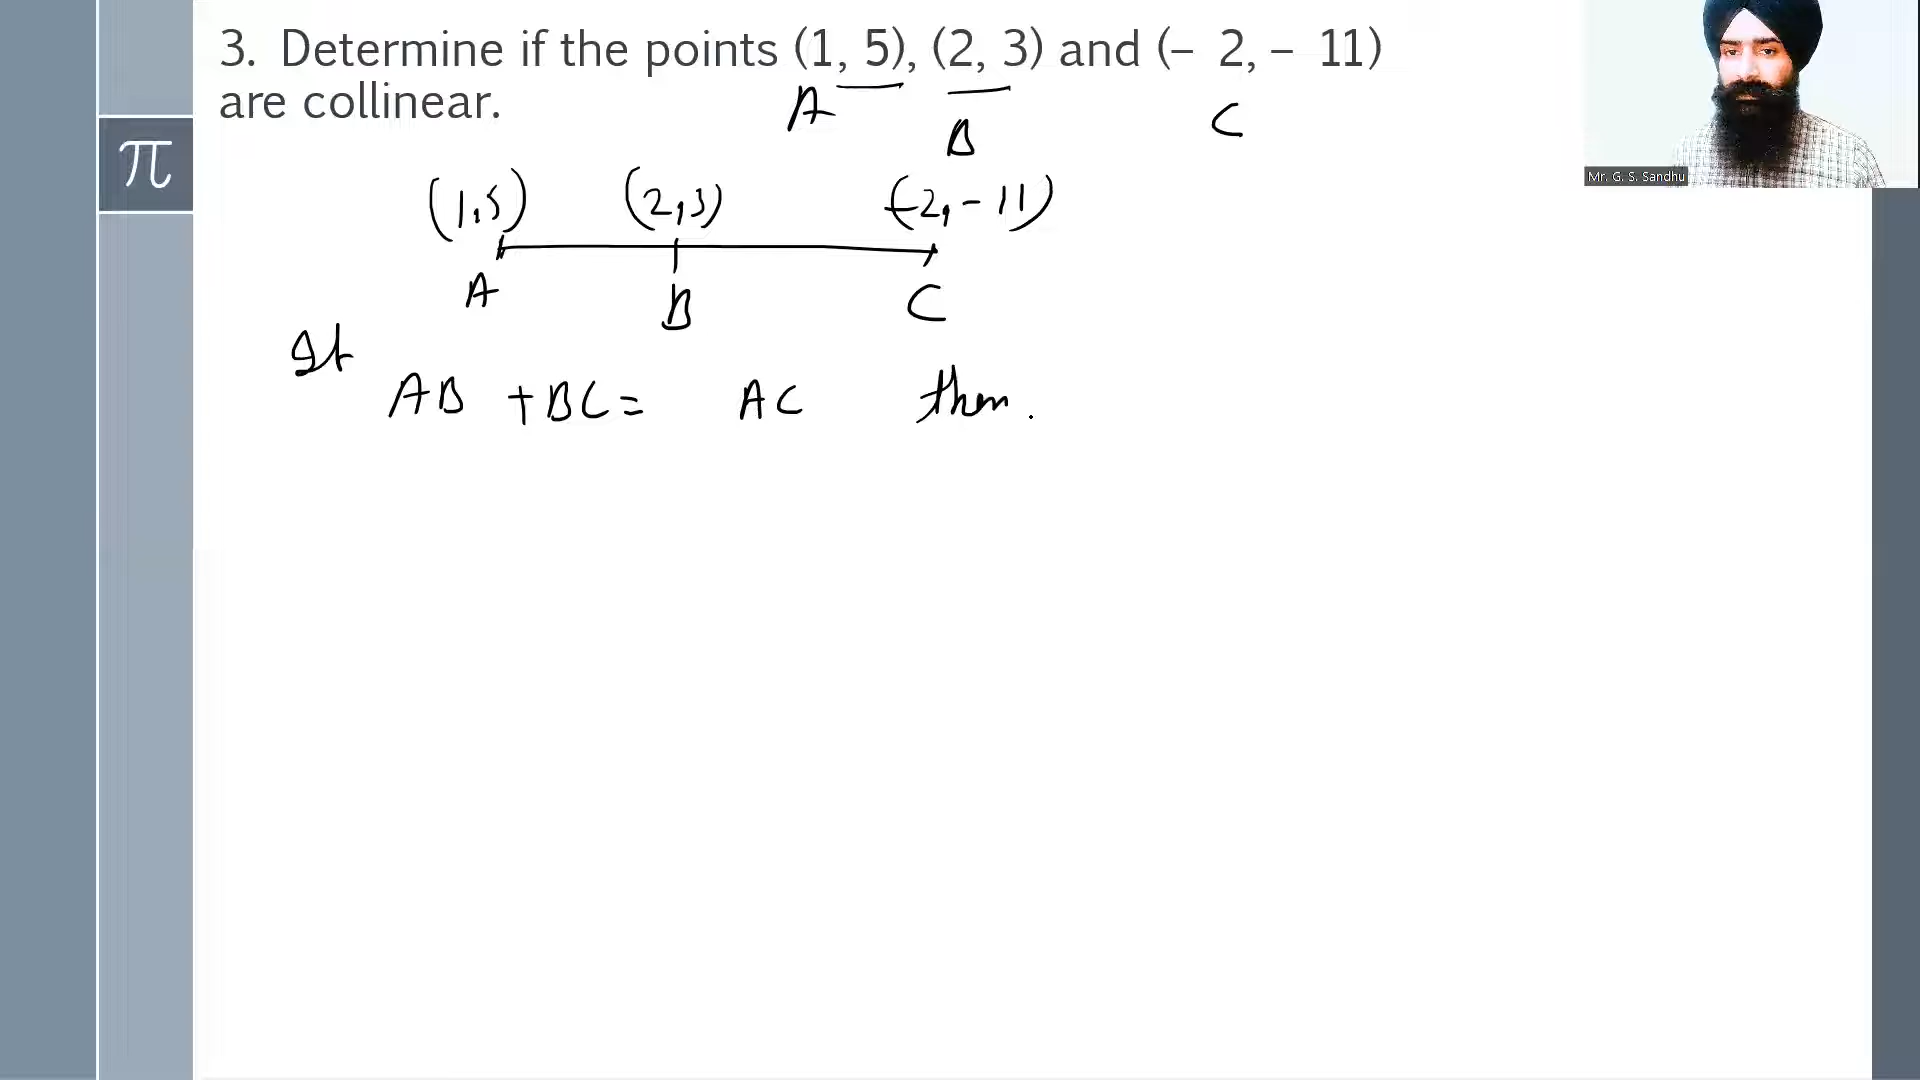 3. Determine if the points (1, 5), (2, 3) and (– 2, – 11)
are collinear.
A B C
π
Mr. G. S. Sandhu
(1,5) (2,3) (-2,-11)
A B C
If
AB + BC = AC then.